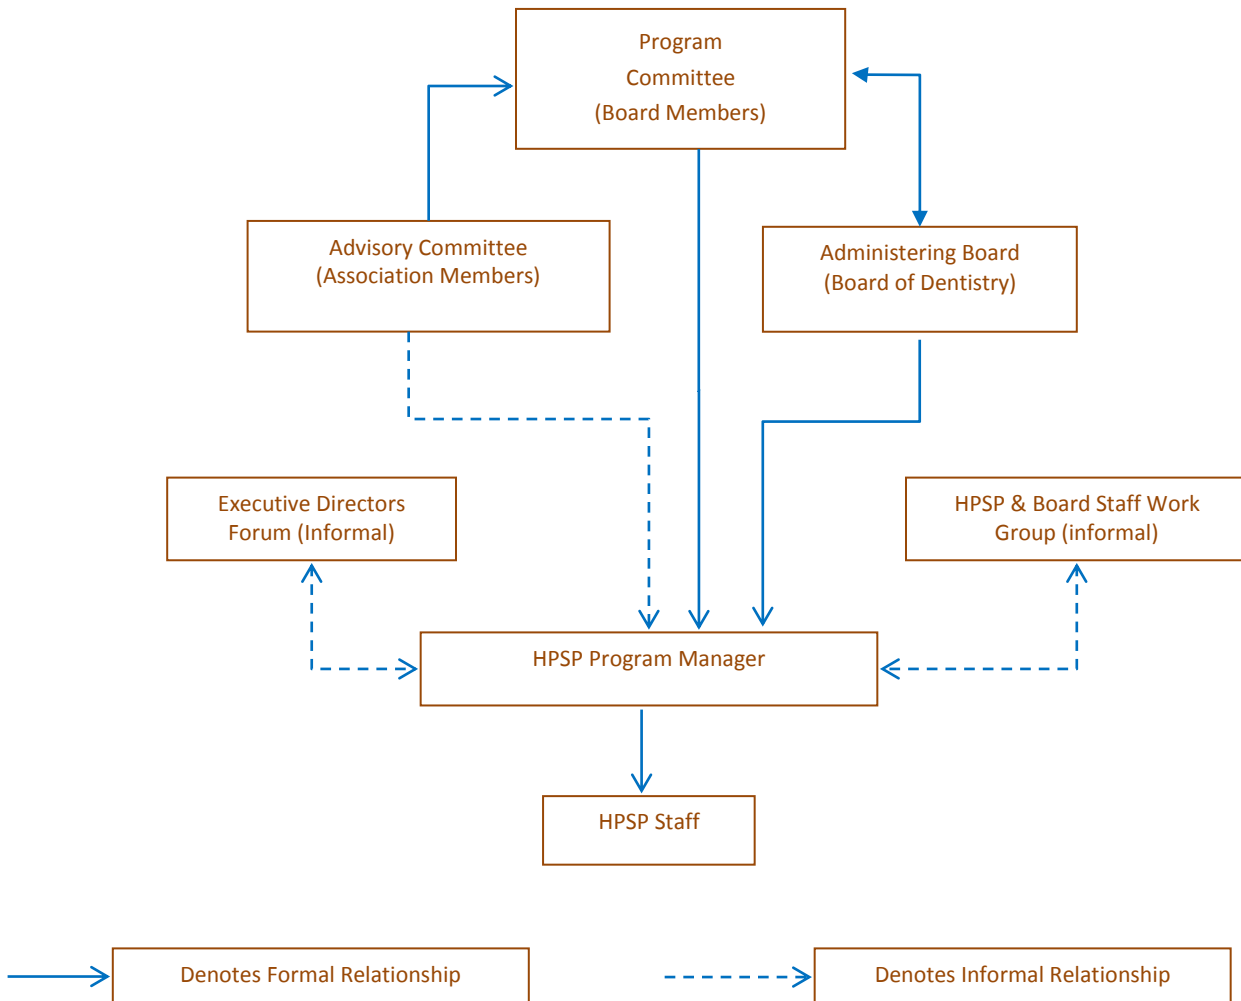 Program
Committee
(Board Members)
Advisory Committee
(Association Members)
Administering Board
(Board of Dentistry)
Executive Directors
Forum (Informal)
HPSP & Board Staff Work
Group (informal)
HPSP Program Manager
HPSP Staff
Denotes Formal Relationship
Denotes Informal Relationship